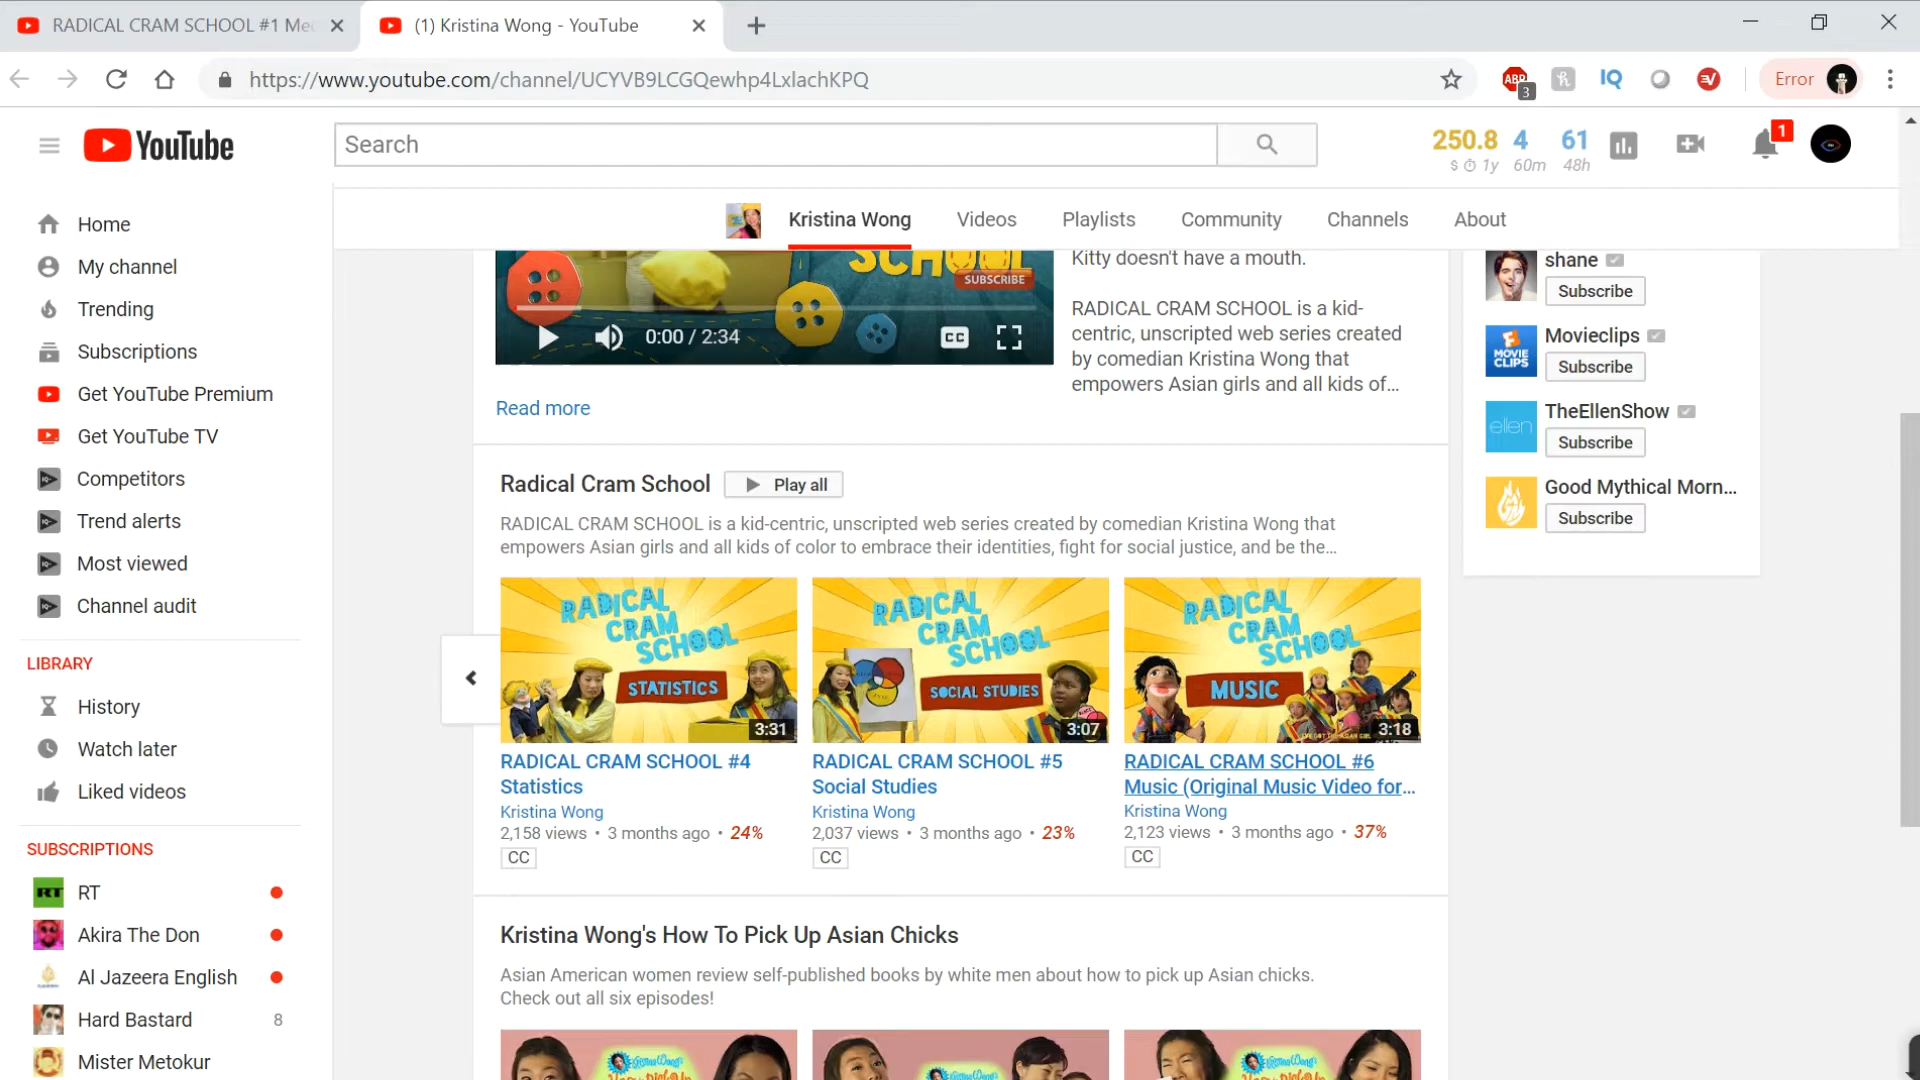 RADICAL CRAM SCHOOL #1 Me
(1) Kristina Wong - YouTube
https://www.youtube.com/channel/UCYVB9LCGQewhp4LxlachKPQ
ABP
3
IQ
Error
YouTube
Search
250.8 4 61
$ 1y 60m 48h
1
Kristina Wong Videos Playlists Community Channels About
Home
My channel
Trending
Subscriptions
Get YouTube Premium
Get YouTube TV
Competitors
Trend alerts
Most viewed
Channel audit
LIBRARY
History
Watch later
Liked videos
SUBSCRIPTIONS
RT
RT
Akira The Don
Al Jazeera English
Hard Bastard 8
Mister Metokur
SCHOOL
SUBSCRIBE
0:00 / 2:34
CC
Kitty doesn't have a mouth.
RADICAL CRAM SCHOOL is a kid-
centric, unscripted web series created
by comedian Kristina Wong that
empowers Asian girls and all kids of...
Read more
Radical Cram School
Play all
RADICAL CRAM SCHOOL is a kid-centric, unscripted web series created by comedian Kristina Wong that
empowers Asian girls and all kids of color to embrace their identities, fight for social justice, and be the...
RADICAL
CRAM
SCHOOL
STATISTICS
3:31
RADICAL CRAM SCHOOL #4
Statistics
Kristina Wong
2,158 views • 3 months ago • 24%
CC
RADICAL
CRAM
SCHOOL
SOCIAL STUDIES
3:07
RADICAL CRAM SCHOOL #5
Social Studies
Kristina Wong
2,037 views • 3 months ago • 23%
CC
RADICAL
CRAM
SCHOOL
MUSIC
3:18
RADICAL CRAM SCHOOL #6
Music (Original Music Video for...
Kristina Wong
2,123 views • 3 months ago • 37%
CC
Kristina Wong's How To Pick Up Asian Chicks
Asian American women review self-published books by white men about how to pick up Asian chicks.
Check out all six episodes!
shane
Subscribe
MOVIE
CLIPS
Movieclips
Subscribe
ellen
TheEllenShow
Subscribe
Good Mythical Morn...
Subscribe